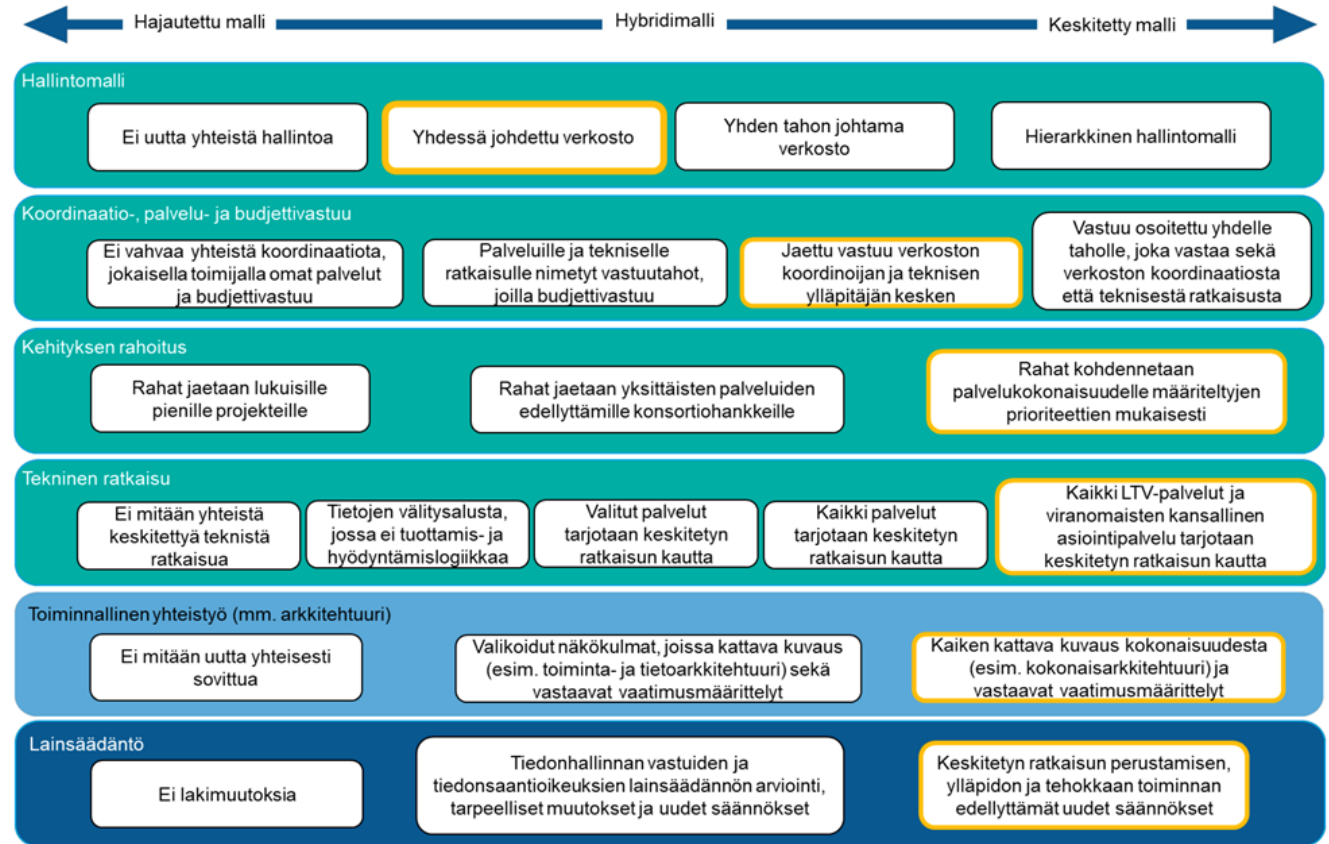 Hajautettu malli
Hybridimalli
Keskitetty malli
Hallintomalli
Ei uutta yhteistä hallintoa
Yhdessä johdettu verkosto
Yhden tahon johtama
verkosto
Hierarkkinen hallintomalli
Koordinaatio-, palvelu- ja budjettivastuu
Ei vahvaa yhteistä koordinaatiota,
jokaisella toimijalla omat palvelut
ja budjettivastuu
Palveluille ja tekniselle
ratkaisulle nimetyt vastuutahot,
joilla budjettivastuu
Jaettu vastuu verkoston
koordinoijan ja teknisen
ylläpitäjän kesken
Vastuu osoitettu yhdelle
taholle, joka vastaa sekä
verkoston koordinaatiosta
että teknisestä ratkaisusta
Kehityksen rahoitus
Rahat jaetaan lukuisille
pienille projekteille
Rahat jaetaan yksittäisten palveluiden
edellyttämille konsortiohankkeille
Rahat kohdennetaan
palvelukokonaisuudelle määriteltyjen
prioriteettien mukaisesti
Tekninen ratkaisu
Ei mitään yhteistä
keskitettyä teknistä
ratkaisua
Tietojen välitysalusta,
jossa ei tuottamis- ja
hyödyntämislogiikkaa
Valitut palvelut
tarjotaan keskitetyn
ratkaisun kautta
Kaikki palvelut
tarjotaan keskitetyn
ratkaisun kautta
Kaikki LTV-palvelut ja
viranomaisten kansallinen
asiointipalvelu tarjotaan
keskitetyn ratkaisun kautta
Toiminnallinen yhteistyö (mm. arkkitehtuuri)
Ei mitään uutta yhteisesti
sovittua
Valikoidut näkökulmat, joissa kattava kuvaus
(esim. toiminta- ja tietoarkkitehtuuri) sekä
vastaavat vaatimusmäärittelyt
Kaiken kattava kuvaus kokonaisuudesta
(esim. kokonaisarkkitehtuuri) ja
vastaavat vaatimusmäärittelyt
Lainsäädäntö
Ei lakimuutoksia
Tiedonhallinnan vastuiden ja
tiedonsaantioikeuksien lainsäädännön arviointi,
tarpeelliset muutokset ja uudet säännökset
Keskitetyn ratkaisun perustamisen,
ylläpidon ja tehokkaan toiminnan
edellyttämät uudet säännökset